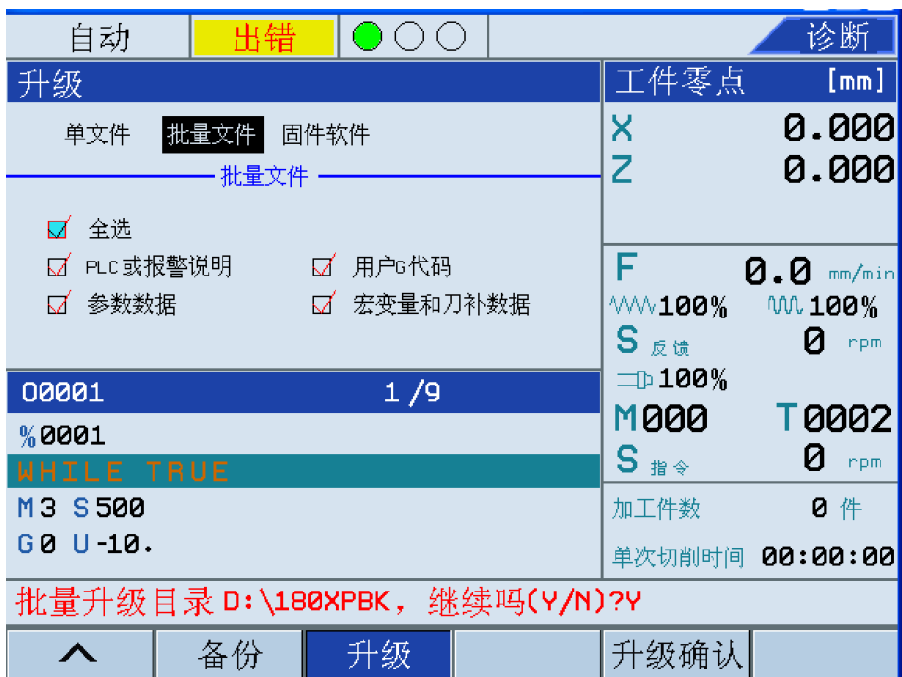 自动 出错 诊断
升级
单文件 批量文件 固件软件
批量文件
全选
PLC或报警说明 用户G代码
参数数据 宏变量和刀补数据
O0001 1/9
%0001
WHILE TRUE
M3 S500
G0 U-10.
工件零点 [mm]
X 0.000
Z 0.000
F 0.0 mm/min
100% 100%
S 反馈 0 rpm
100%
M000 T0002
S 指令 0 rpm
加工件数 0 件
单次切削时间 00:00:00
批量升级目录 D:\180XPBK, 继续吗(Y/N)?Y
备份 升级 升级确认